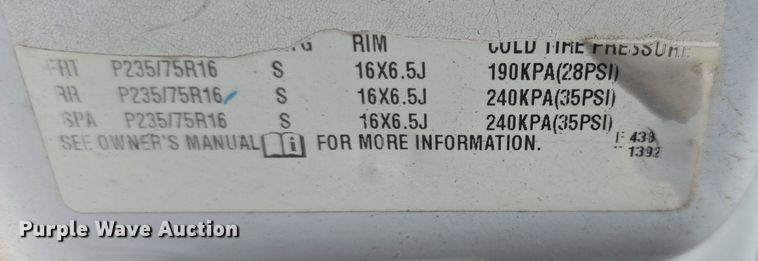 RIM COLD TIRE PRESSURE
FRT P235/75R16 S 16X6.5J 190KPA(28PSI)
RR P235/75R16 S 16X6.5J 240KPA(35PSI)
SPA P235/75R16 S 16X6.5J 240KPA(35PSI)
SEE OWNER'S MANUAL i FOR MORE INFORMATION.
439
1392
Purple Wave Auction